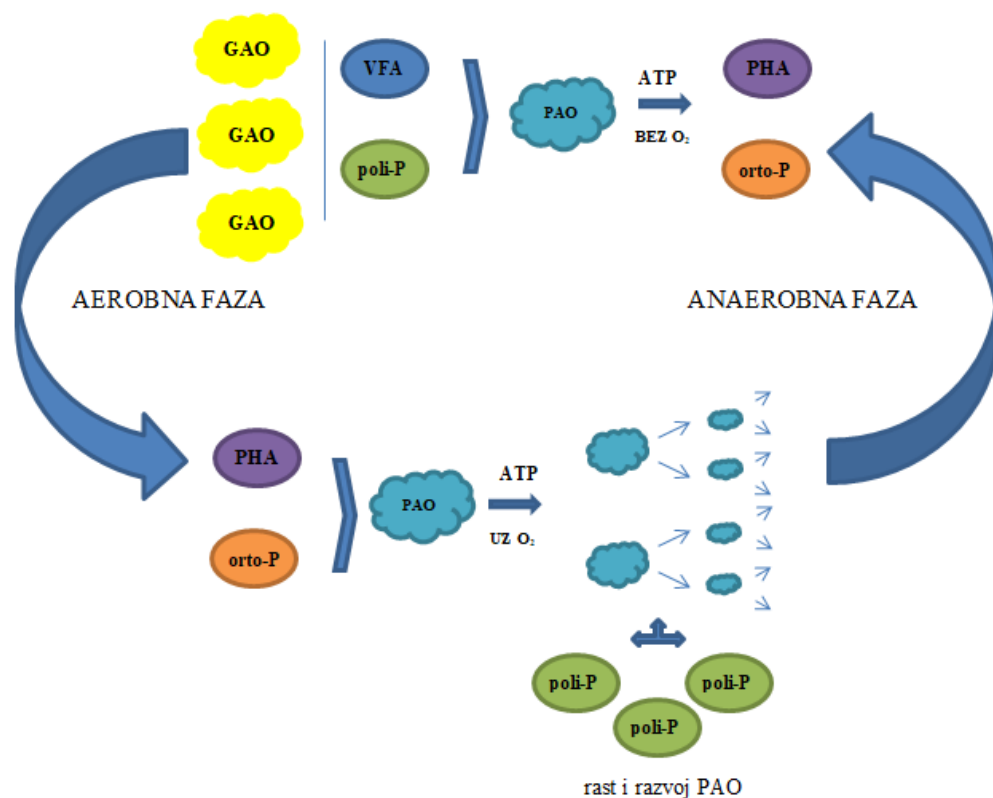 GAO
GAO
GAO
VFA
poli-P
PAO
ATP
BEZ O₂
PHA
orto-P
AEROBNA FAZA
ANAEROBNA FAZA
PHA
orto-P
PAO
ATP
UZ O₂
poli-P
poli-P
poli-P
rast i razvoj PAO